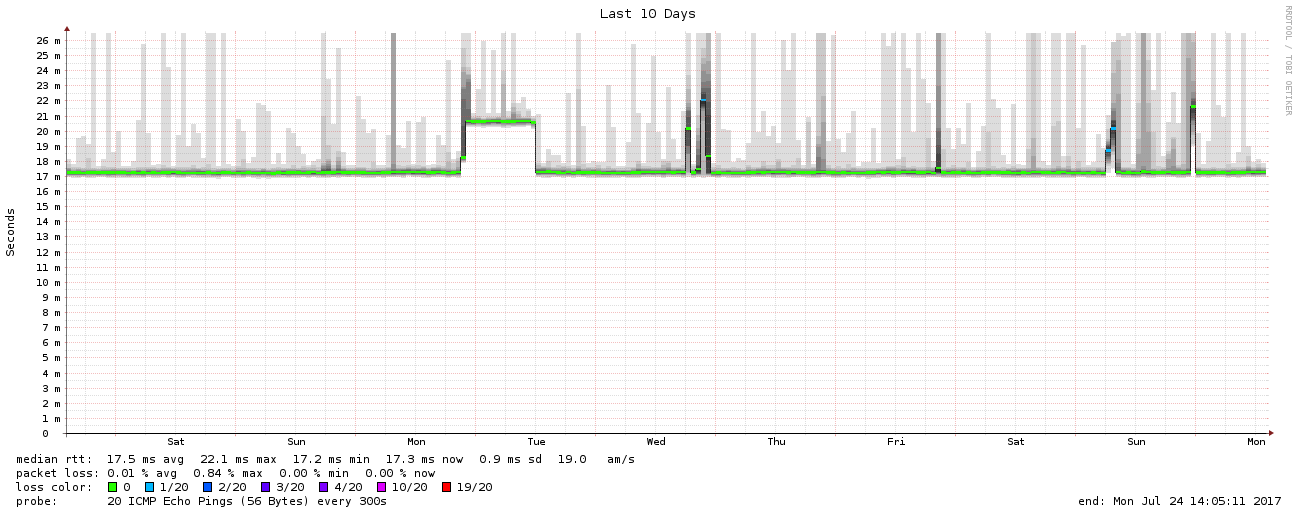 Last 10 Days
RRDTOOL / TOBI OETIKER
Seconds
26 m
25 m
24 m
23 m
22 m
21 m
20 m
19 m
18 m
17 m
16 m
15 m
14 m
13 m
12 m
11 m
10 m
9 m
8 m
7 m
6 m
5 m
4 m
3 m
2 m
1 m
0
Sat Sun Mon Tue Wed Thu Fri Sat Sun Mon
median rtt: 17.5 ms avg 22.1 ms max 17.2 ms min 17.3 ms now 0.9 ms sd 19.0 am/s
packet loss: 0.01 % avg 0.84 % max 0.00 % min 0.00 % now
loss color: 0 1/20 2/20 3/20 4/20 10/20 19/20
probe: 20 ICMP Echo Pings (56 Bytes) every 300s end: Mon Jul 24 14:05:11 2017